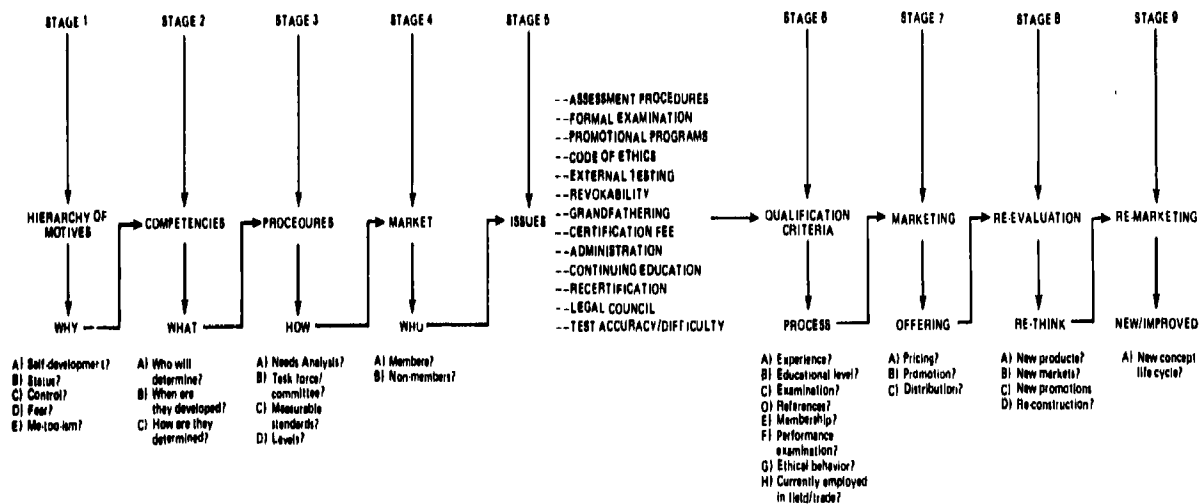 STAGE 1
STAGE 2
STAGE 3
STAGE 4
STAGE 5
STAGE 6
STAGE 7
STAGE 8
STAGE 9
--ASSESSMENT PROCEDURES
--FORMAL EXAMINATION
--PROMOTIONAL PROGRAMS
--CODE OF ETHICS
--EXTERNAL TESTING
--REVOKABILITY
--GRANDFATHERING
--CERTIFICATION FEE
--ADMINISTRATION
--CONTINUING EDUCATION
--RECERTIFICATION
--LEGAL COUNCIL
--TEST ACCURACY/DIFFICULTY
HIERARCHY OF
MOTIVES
COMPETENCIES
PROCEOURES
MARKET
ISSUES
QUALIFICATION
CRITERIA
MARKETING
RE-EVALUATION
RE-MARKETING
WHY
WHAT
HOW
WHO
PROCESS
OFFERING
RE-THINK
NEW/IMPROVED
A) Self-development?
B) Status?
C) Control?
D) Fear?
E) Me-too-ism?
A) Who will
determine?
B) When are
they developed?
C) How are they
determined?
A) Needs Analysis?
B) Task force/
committee?
C) Measurable
standards?
D) Levels?
A) Members?
B) Non-members?
A) Experience?
B) Educational level?
C) Examination?
D) References?
E) Membership?
F) Performance
examination?
G) Ethical behavior?
H) Currently employed
in field/trade?
A) Pricing?
B) Promotion?
C) Distribution?
A) New products?
B) New markets?
C) New promotions
D) Re-construction?
A) New concept
life cycle?